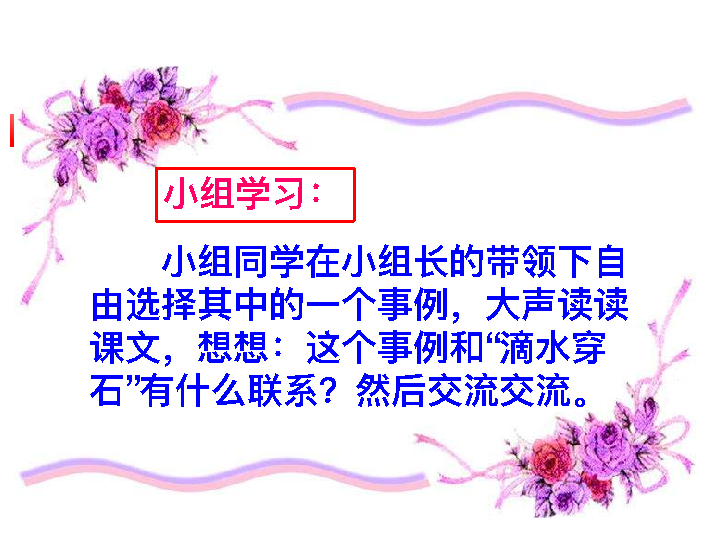 小组学习：
小组同学在小组长的带领下自
由选择其中的一个事例，大声读读
课文，想想：这个事例和“滴水穿
石”有什么联系？然后交流交流。